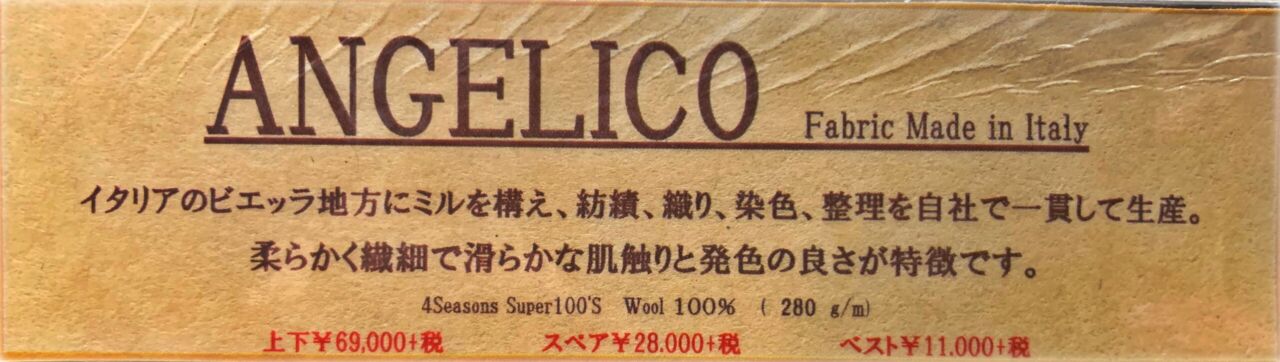 ANGELICO Fabric Made in Italy
イタリアのビエッラ地方にミルを構え、紡績、織り、染色、整理を自社で一貫して生産。
柔らかく繊細で滑らかな肌触りと発色の良さが特徴です。
4Seasons Super100'S Wool 100% ( 280 g/m)
上下¥69,000+税 スペア¥28,000+税 ベスト¥11,000+税